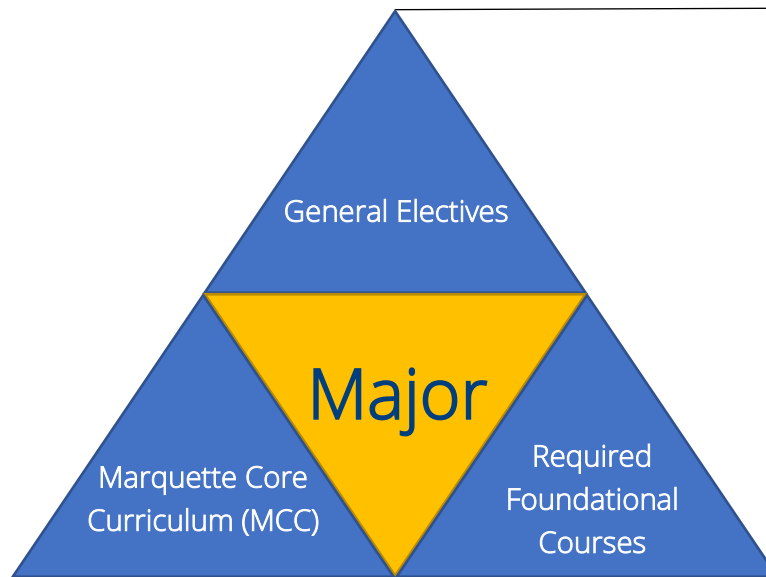 General Electives
Major
Marquette Core
Curriculum (MCC)
Required
Foundational
Courses